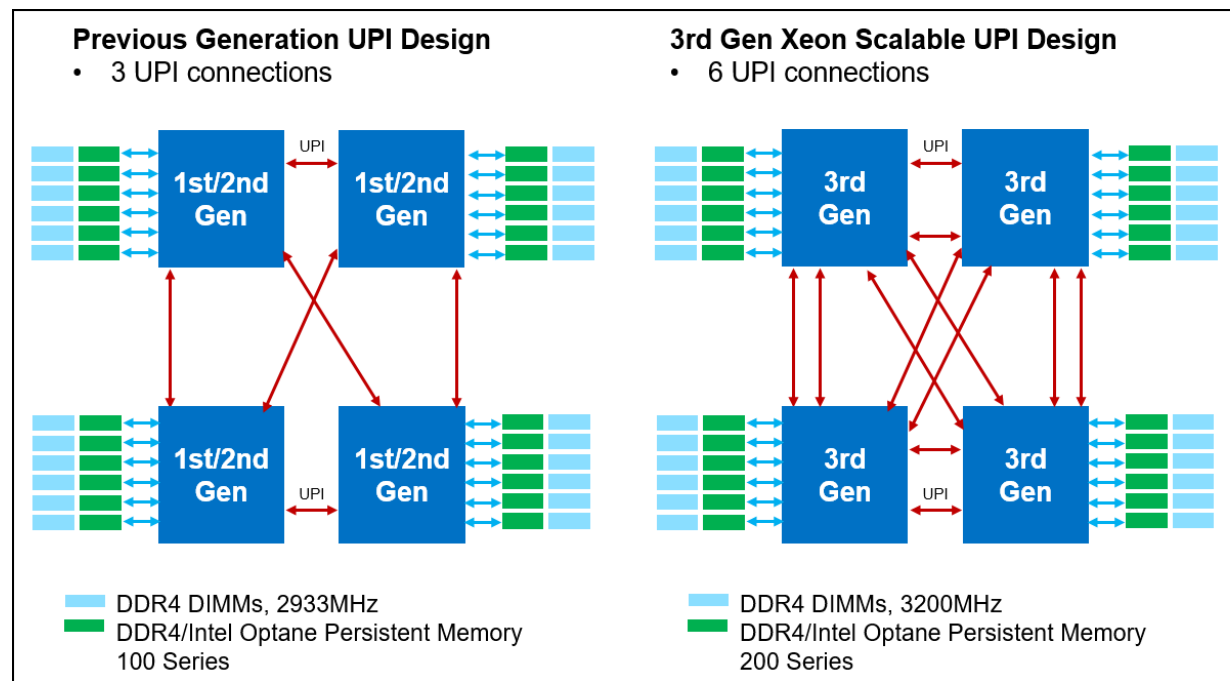 Previous Generation UPI Design
• 3 UPI connections
UPI
1st/2nd
Gen
1st/2nd
Gen
1st/2nd
Gen
1st/2nd
Gen
UPI
DDR4 DIMMs, 2933MHz
DDR4/Intel Optane Persistent Memory
100 Series
3rd Gen Xeon Scalable UPI Design
• 6 UPI connections
UPI
3rd
Gen
3rd
Gen
3rd
Gen
3rd
Gen
UPI
DDR4 DIMMs, 3200MHz
DDR4/Intel Optane Persistent Memory
200 Series